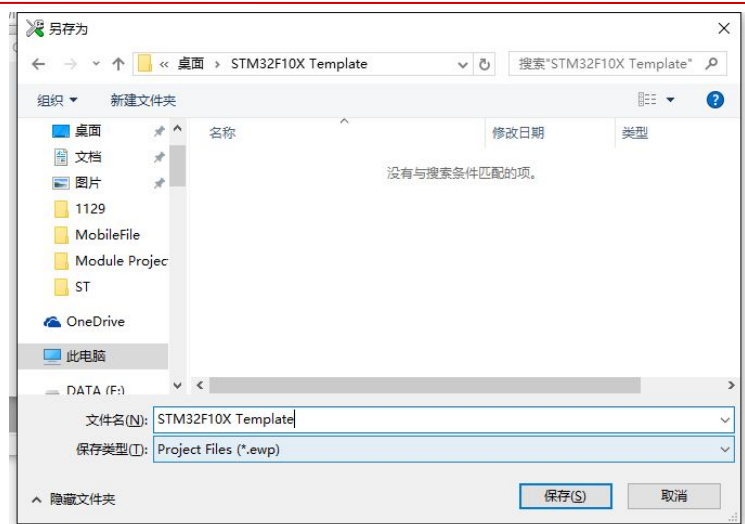 另存为
« 桌面 › STM32F10X Template
搜索"STM32F10X Template"
组织 新建文件夹
桌面
文档
图片
1129
MobileFile
Module Projec
ST
OneDrive
此电脑
DATA (F:)
名称 修改日期 类型
没有与搜索条件匹配的项。
文件名(N): STM32F10X Template
保存类型(T): Project Files (*.ewp)
隐藏文件夹
保存(S) 取消